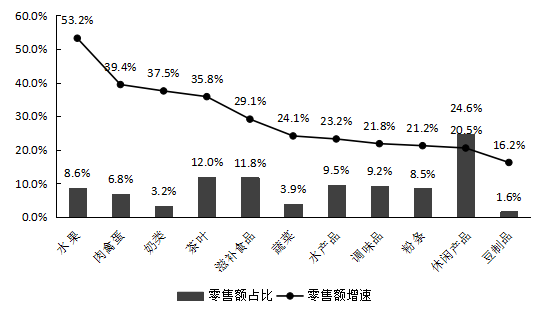 60.0%
50.0%
40.0%
30.0%
20.0%
10.0%
0.0%
53.2%
39.4%
37.5%
35.8%
29.1%
24.1%
23.2%
21.8%
21.2%
20.5%
16.2%
8.6%
6.8%
3.2%
12.0%
11.8%
3.9%
9.5%
9.2%
8.5%
24.6%
1.6%
水果
肉禽蛋
奶类
茶叶
滋补食品
蔬菜
水产品
调味品
粉条
休闲产品
豆制品
零售额占比
零售额增速